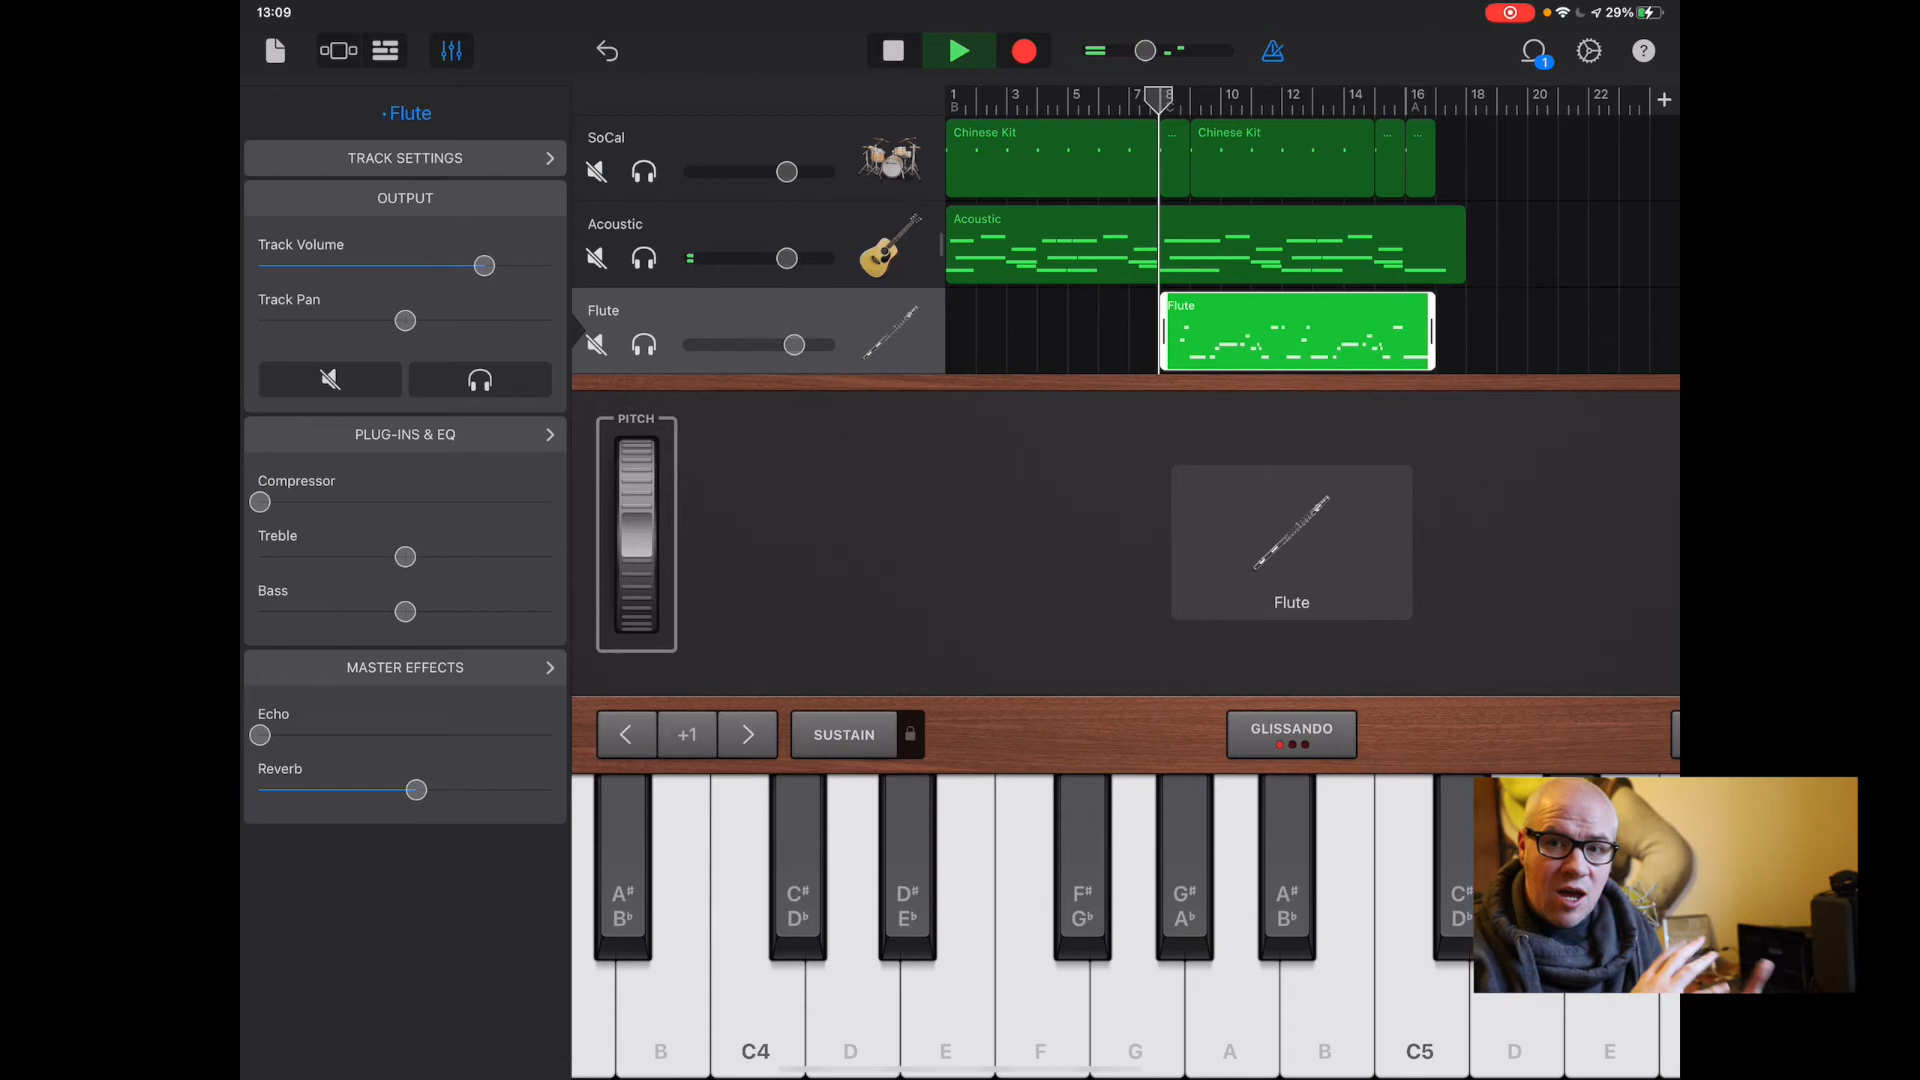 13:09
29%
1
Flute
TRACK SETTINGS
OUTPUT
Track Volume
Track Pan
PLUG-INS & EQ
Compressor
Treble
Bass
MASTER EFFECTS
Echo
Reverb
1 3 5 7 8 10 12 14 16 18 20 22
B C A
SoCal
Chinese Kit
...
Chinese Kit
...
...
Acoustic
Acoustic
Flute
Flute
PITCH
Flute
+1
SUSTAIN
GLISSANDO
A# C# D# F# G# A# C#
B♭ D♭ E♭ G♭ A♭ B♭ D♭
B C4 D E F G A B C5 D E